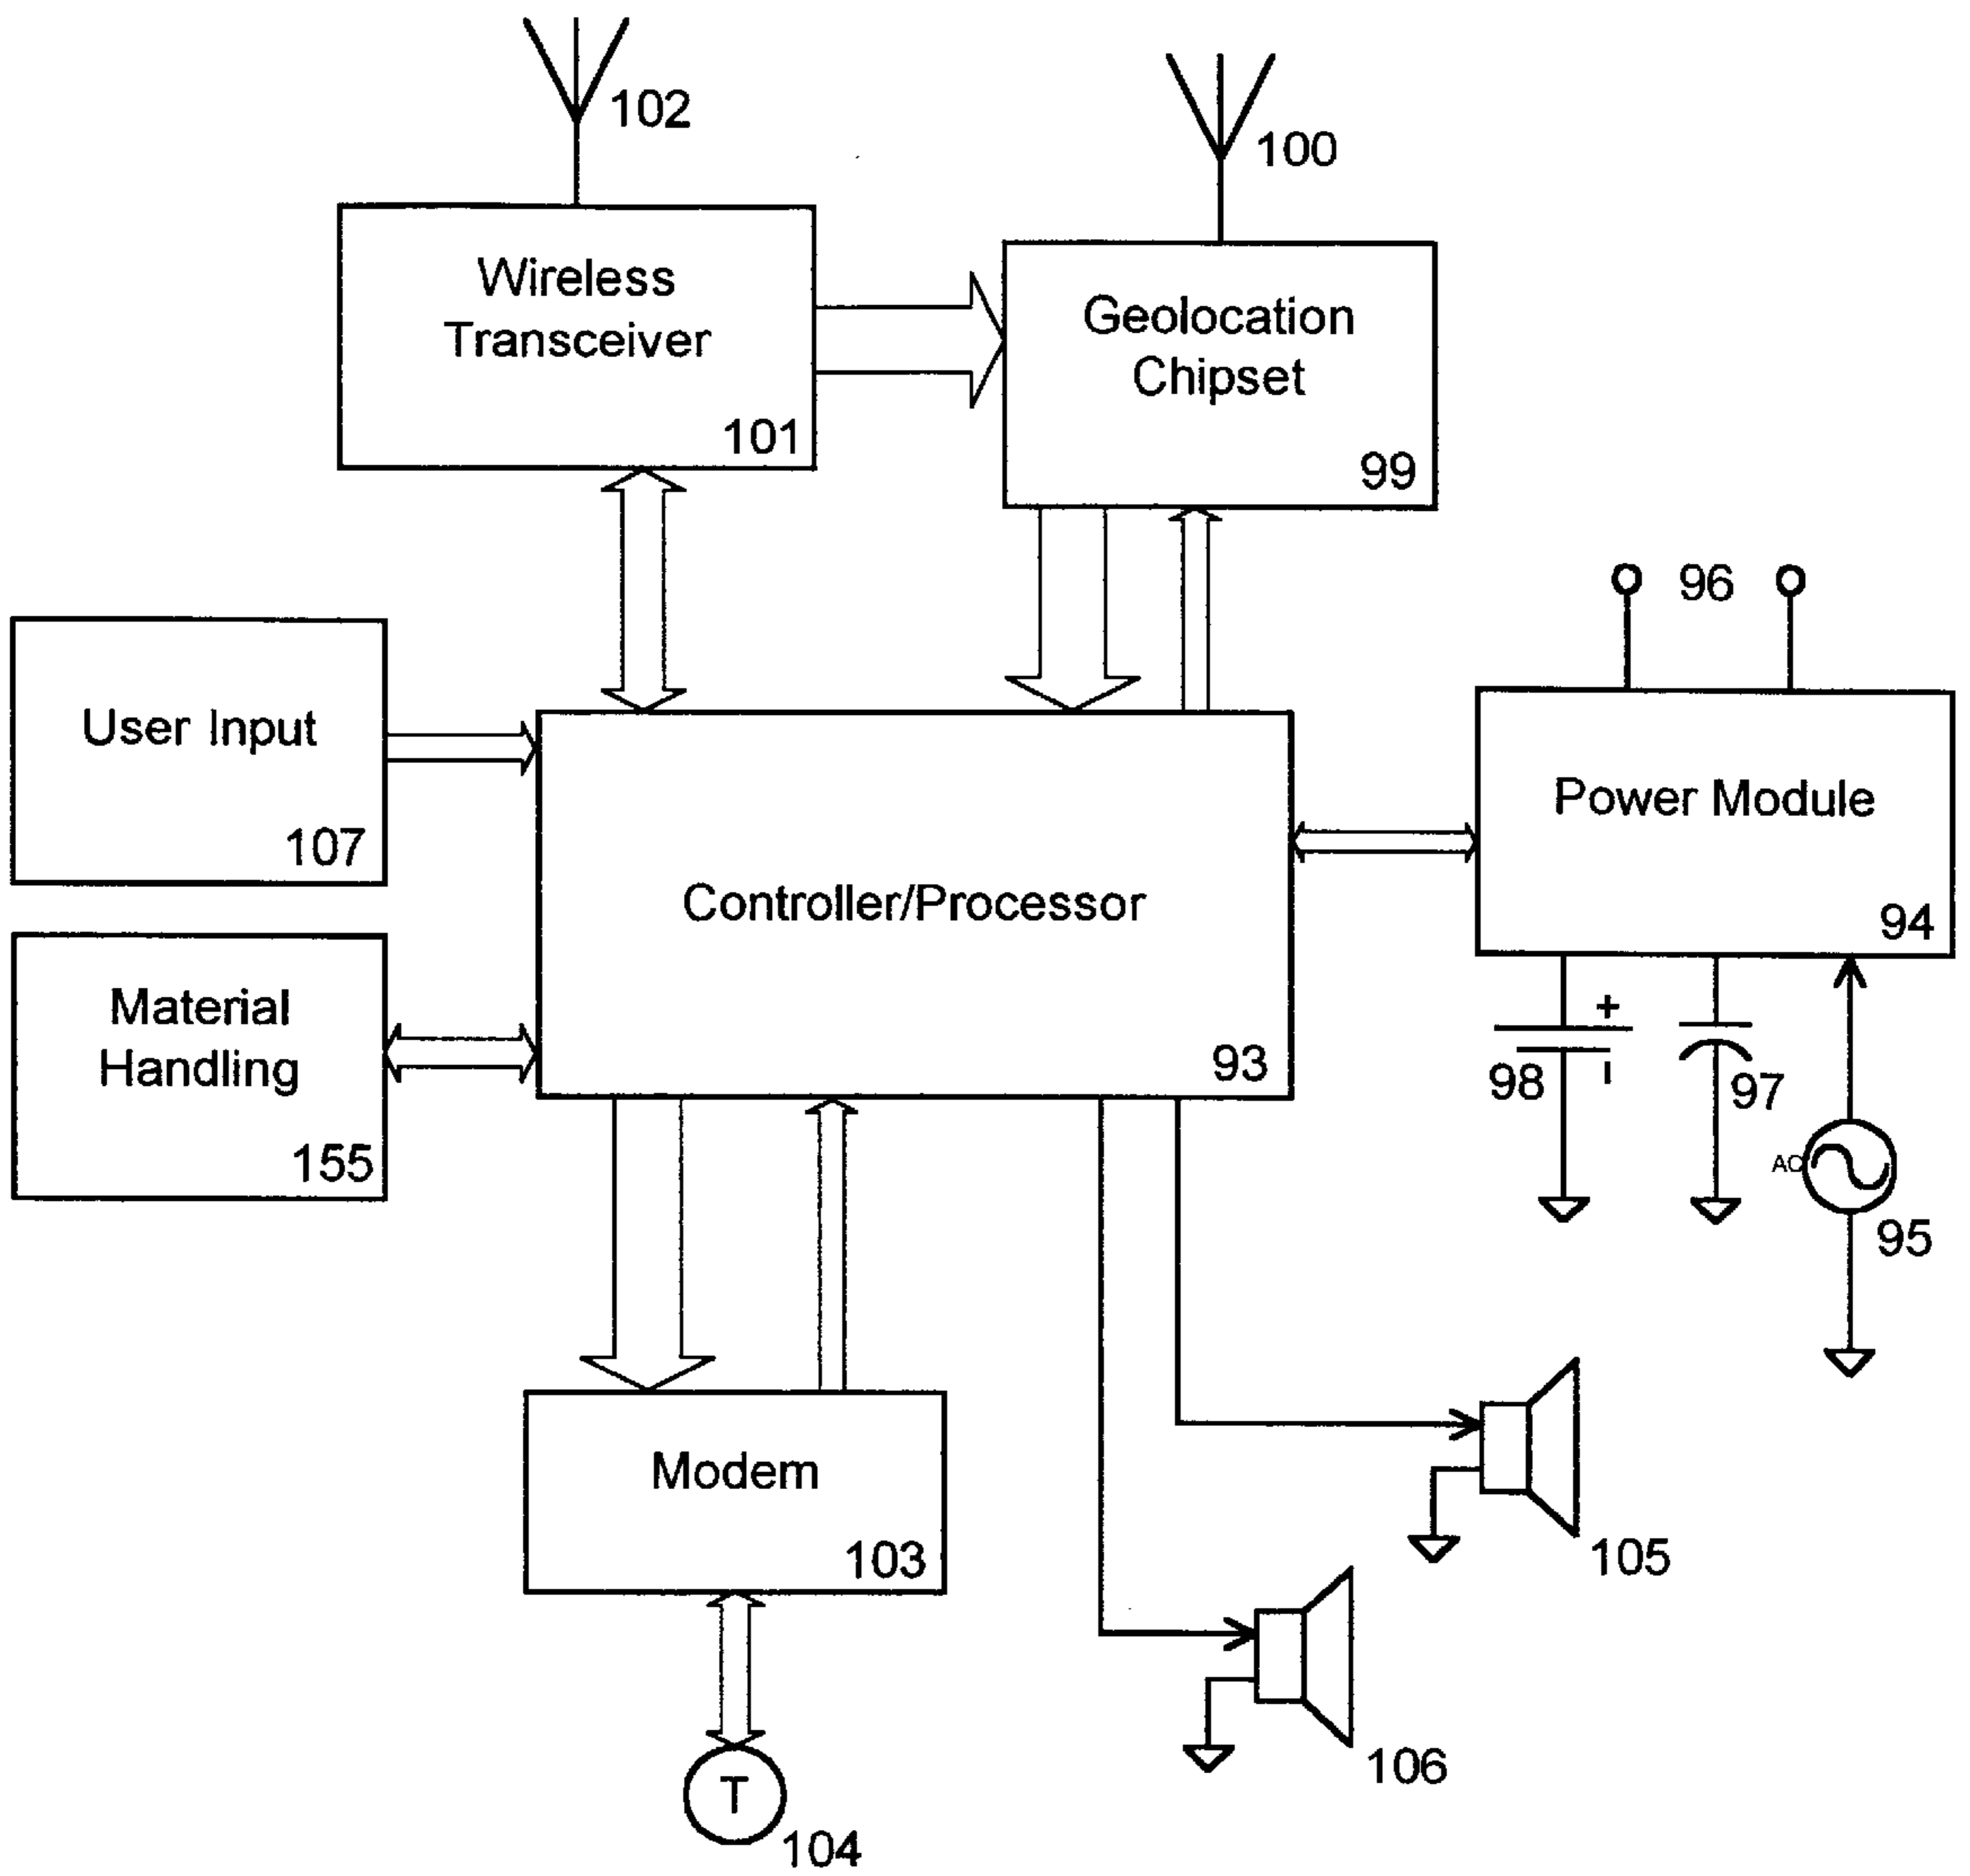 102
100
Wireless
Transceiver
101
Geolocation
Chipset
99
96
User Input
107
Power Module
94
Controller/Processor
93
Material
Handling
155
+
-
98
97
AC
95
Modem
103
105
106
T
104